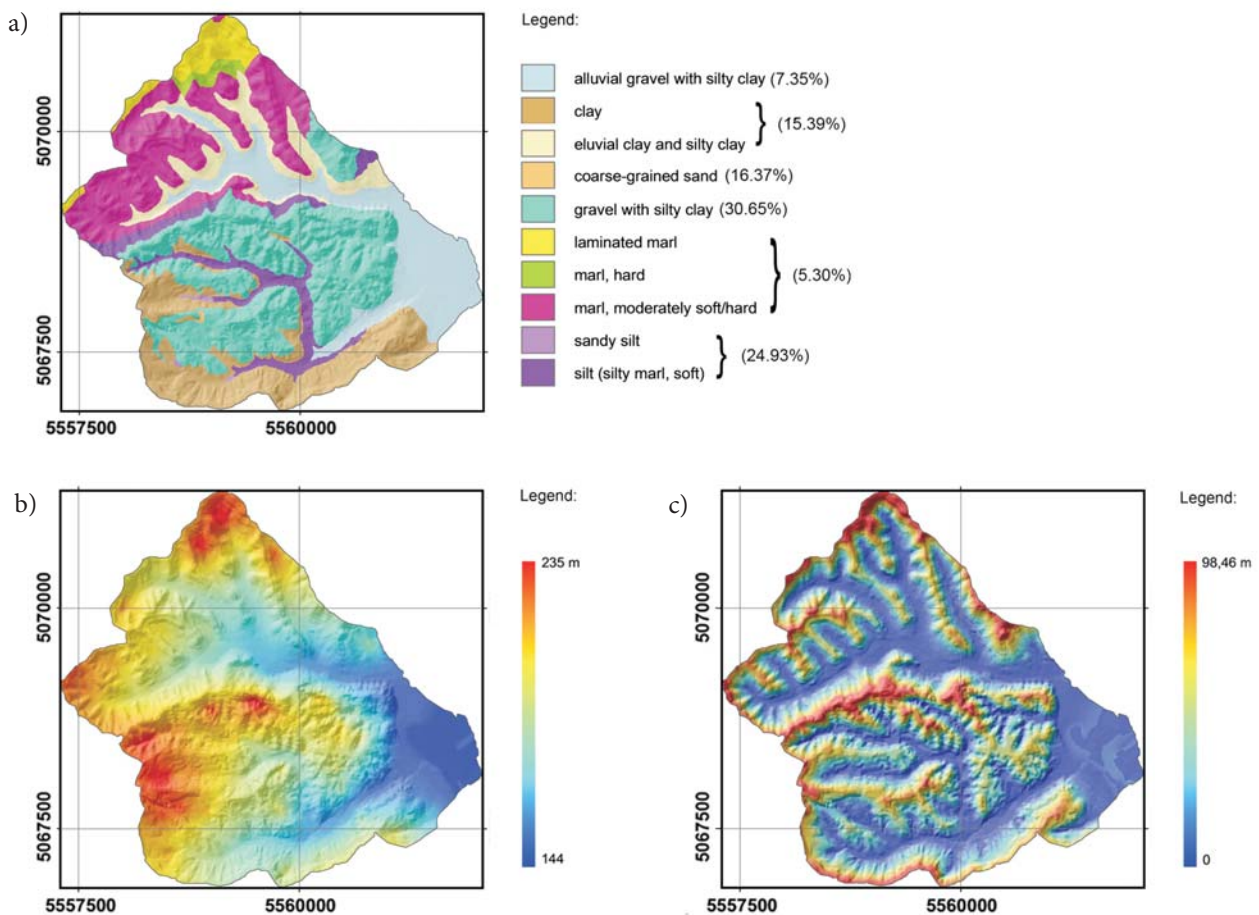 a)
Legend:
alluvial gravel with silty clay (7.35%)
clay
eluvial clay and silty clay
(15.39%)
coarse-grained sand (16.37%)
gravel with silty clay (30.65%)
laminated marl
marl, hard
marl, moderately soft/hard
(5.30%)
sandy silt
silt (silty marl, soft)
(24.93%)
5070000
5067500
5557500
5560000
b)
Legend:
235 m
144
5070000
5067500
5557500
5560000
c)
Legend:
98,46 m
0
5070000
5067500
5557500
5560000